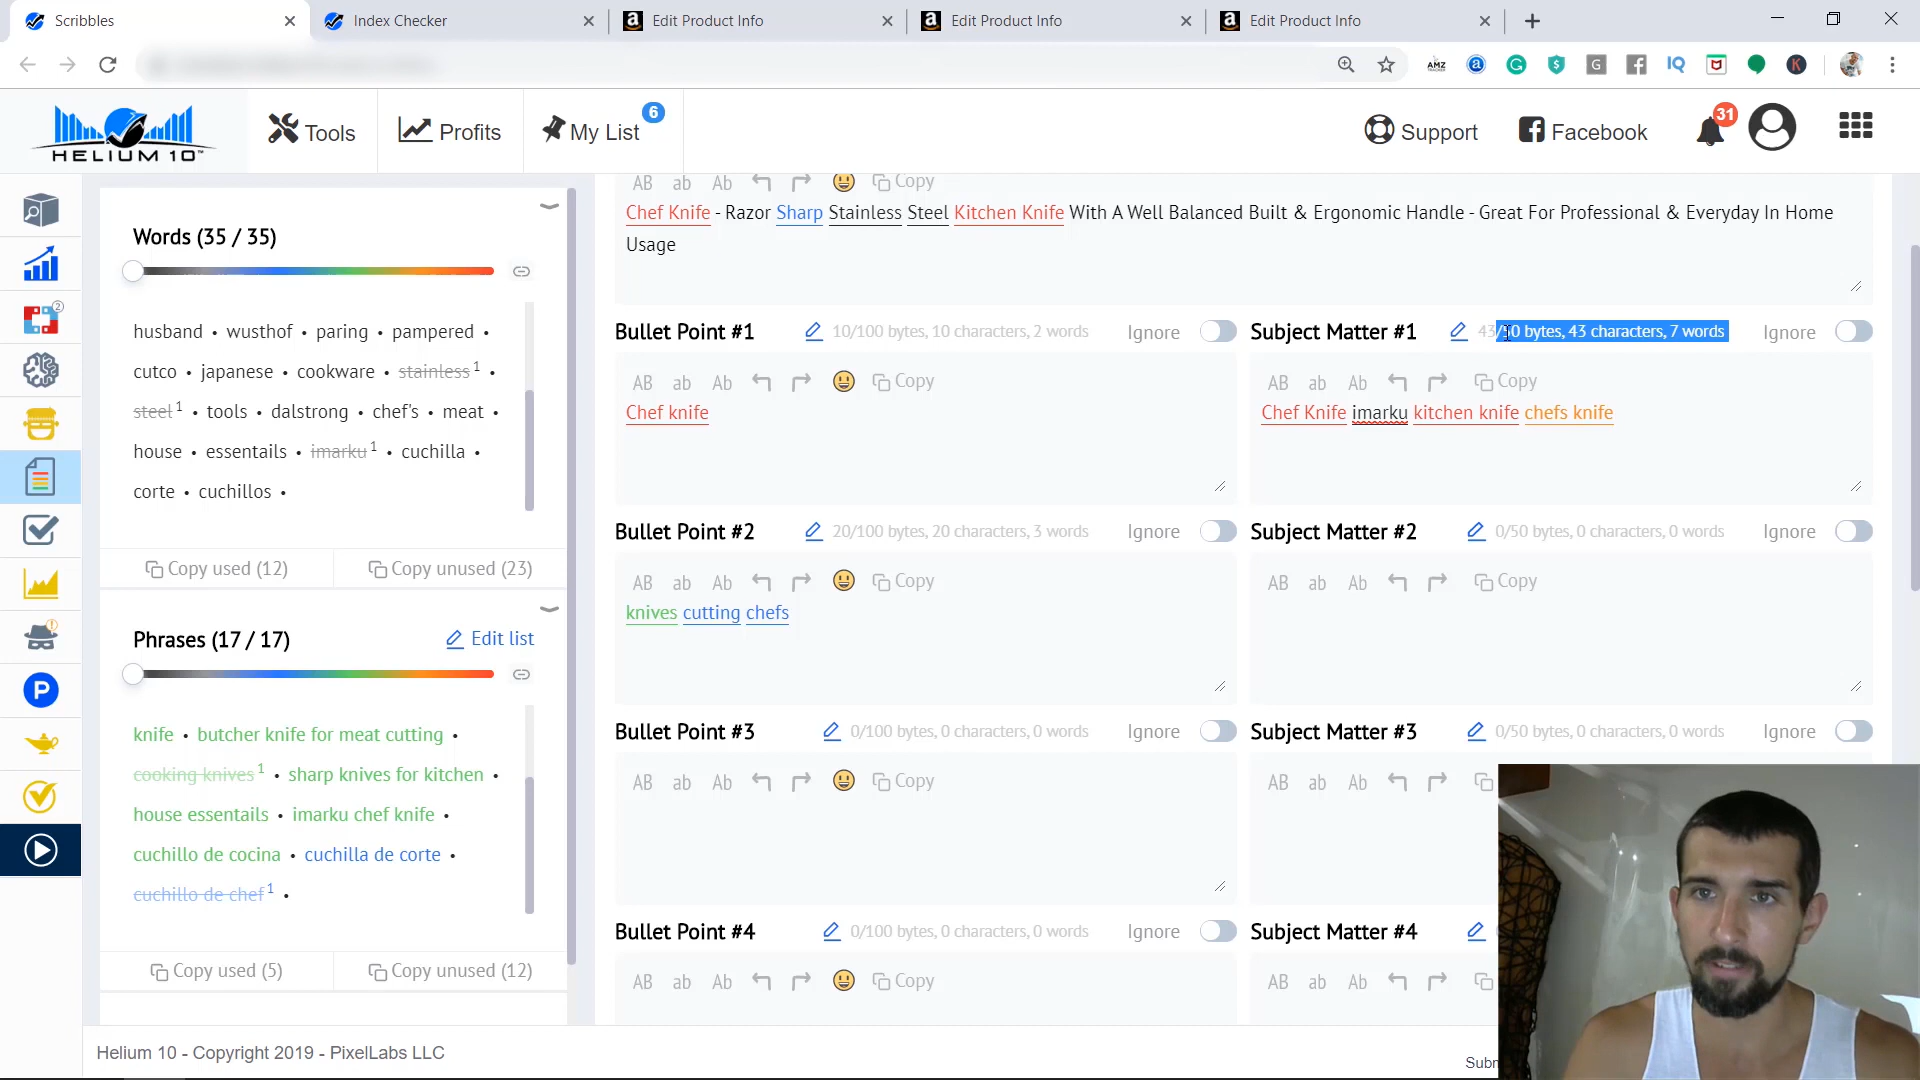 Scribbles
Index Checker
Edit Product Info
Edit Product Info
Edit Product Info
HELIUM 10
Tools
Profits
My List 6
Support
Facebook
31
Words (35 / 35)
husband • wusthof • paring • pampered •
cutco • japanese • cookware • stainless 1 •
steel 1 • tools • dalstrong • chef's • meat •
house • essentails • imarku 1 • cuchilla •
corte • cuchillos •
Copy used (12) Copy unused (23)
Phrases (17 / 17) Edit list
knife • butcher knife for meat cutting •
cooking knives 1 • sharp knives for kitchen •
house essentails • imarku chef knife •
cuchillo de cocina • cuchilla de corte •
cuchillo de chef 1 •
Copy used (5) Copy unused (12)
AB ab Ab Copy
Chef Knife - Razor Sharp Stainless Steel Kitchen Knife With A Well Balanced Built & Ergonomic Handle - Great For Professional & Everyday In Home
Usage
Bullet Point #1 10/100 bytes, 10 characters, 2 words Ignore
AB ab Ab Copy
Chef knife
Subject Matter #1 43/50 bytes, 43 characters, 7 words Ignore
AB ab Ab Copy
Chef Knife imarku kitchen knife chefs knife
Bullet Point #2 20/100 bytes, 20 characters, 3 words Ignore
AB ab Ab Copy
knives cutting chefs
Subject Matter #2 0/50 bytes, 0 characters, 0 words Ignore
AB ab Ab Copy
Bullet Point #3 0/100 bytes, 0 characters, 0 words Ignore
AB ab Ab Copy
Subject Matter #3 0/50 bytes, 0 characters, 0 words Ignore
AB ab Ab
Bullet Point #4 0/100 bytes, 0 characters, 0 words Ignore
AB ab Ab Copy
Subject Matter #4
AB ab Ab
Helium 10 - Copyright 2019 - PixelLabs LLC